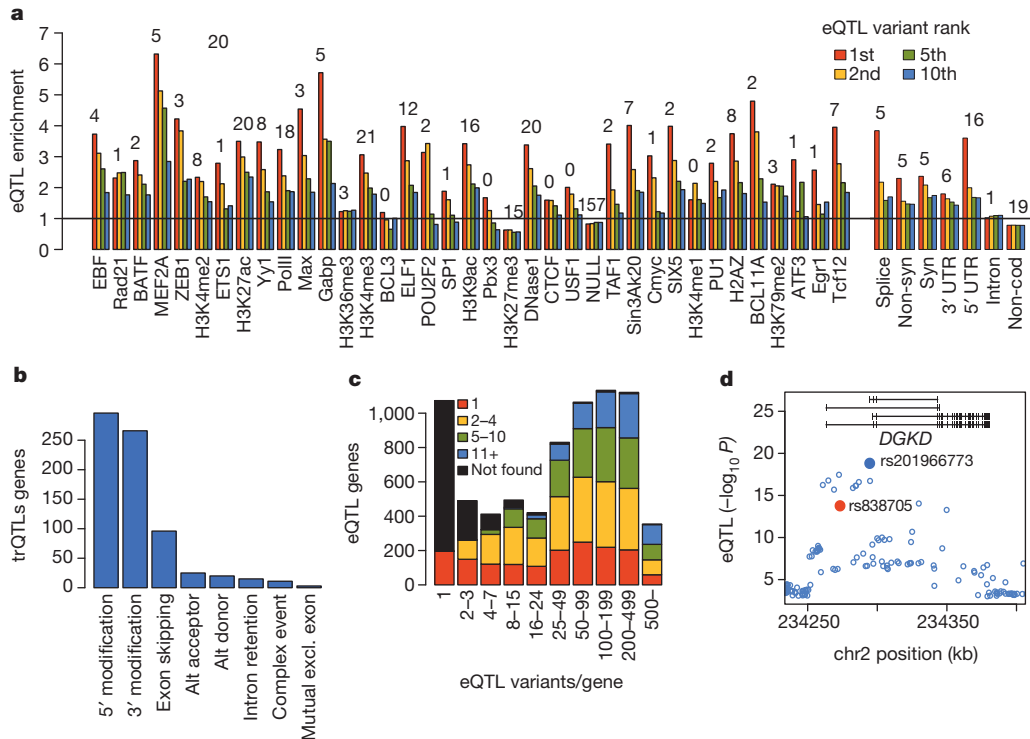 a
eQTL enrichment
7
6
5
4
3
2
1
0
4 1 2 5 3 8 1 20 20 8 18 3 5 3 21 0 12 2 1 16 0 15 20 0 0 157 2 7 1 2 0 2 8 2 3 1 1 7 5 5 5 6 16 1 19
eQTL variant rank
1st
5th
2nd
10th
EBF
Rad21
BATF
MEF2A
ZEB1
H3K4me2
ETS1
H3K27ac
Yy1
PolII
Max
Gabp
H3K36me3
H3K4me3
BCL3
ELF1
POU2F2
SP1
H3K9ac
Pbx3
H3K27me3
DNase1
CTCF
USF1
NULL
TAF1
Sin3Ak20
Cmyc
SIX5
H3K4me1
PU1
H2AZ
BCL11A
H3K79me2
ATF3
Egr1
Tcf12
Splice
Non-syn
Syn
3′ UTR
5′ UTR
Intron
Non-cod
b
trQTLs genes
250
200
150
100
50
0
5′ modification
3′ modification
Exon skipping
Alt acceptor
Alt donor
Intron retention
Complex event
Mutual excl. exon
c
eQTL genes
1,000
800
600
400
200
0
1
2–4
5–10
11+
Not found
1
2–3
4–7
8–15
16–24
25–49
50–99
100–199
200–499
500–
eQTL variants/gene
d
eQTL (−log10 P)
25
20
15
10
5
DGKD
rs201966773
rs838705
234250
234350
chr2 position (kb)